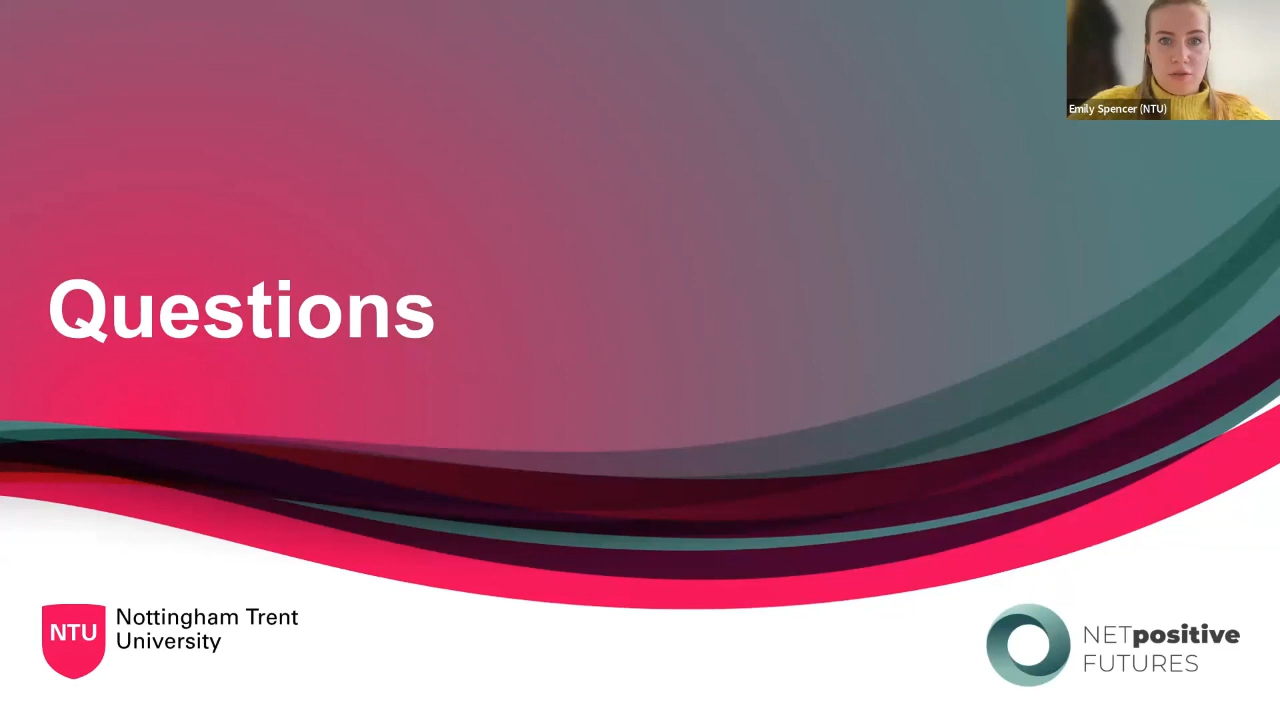 Emily Spencer (NTU)
Questions
NTU
Nottingham Trent
University
NETpositive
FUTURES